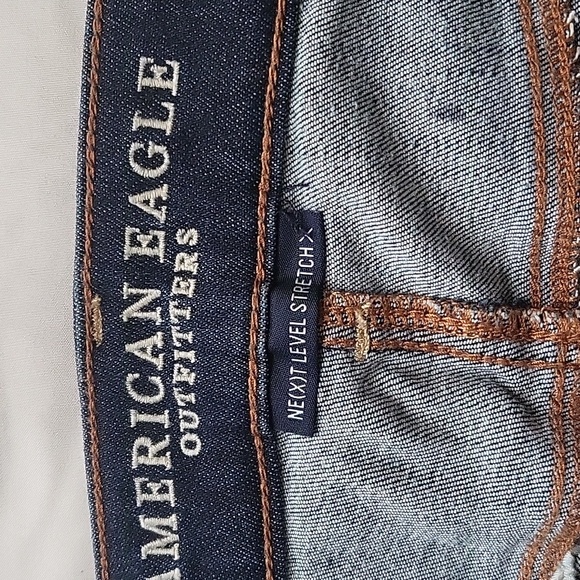 AMERICAN EAGLE
OUTFITTERS
NE(X)T LEVEL STRETCH X